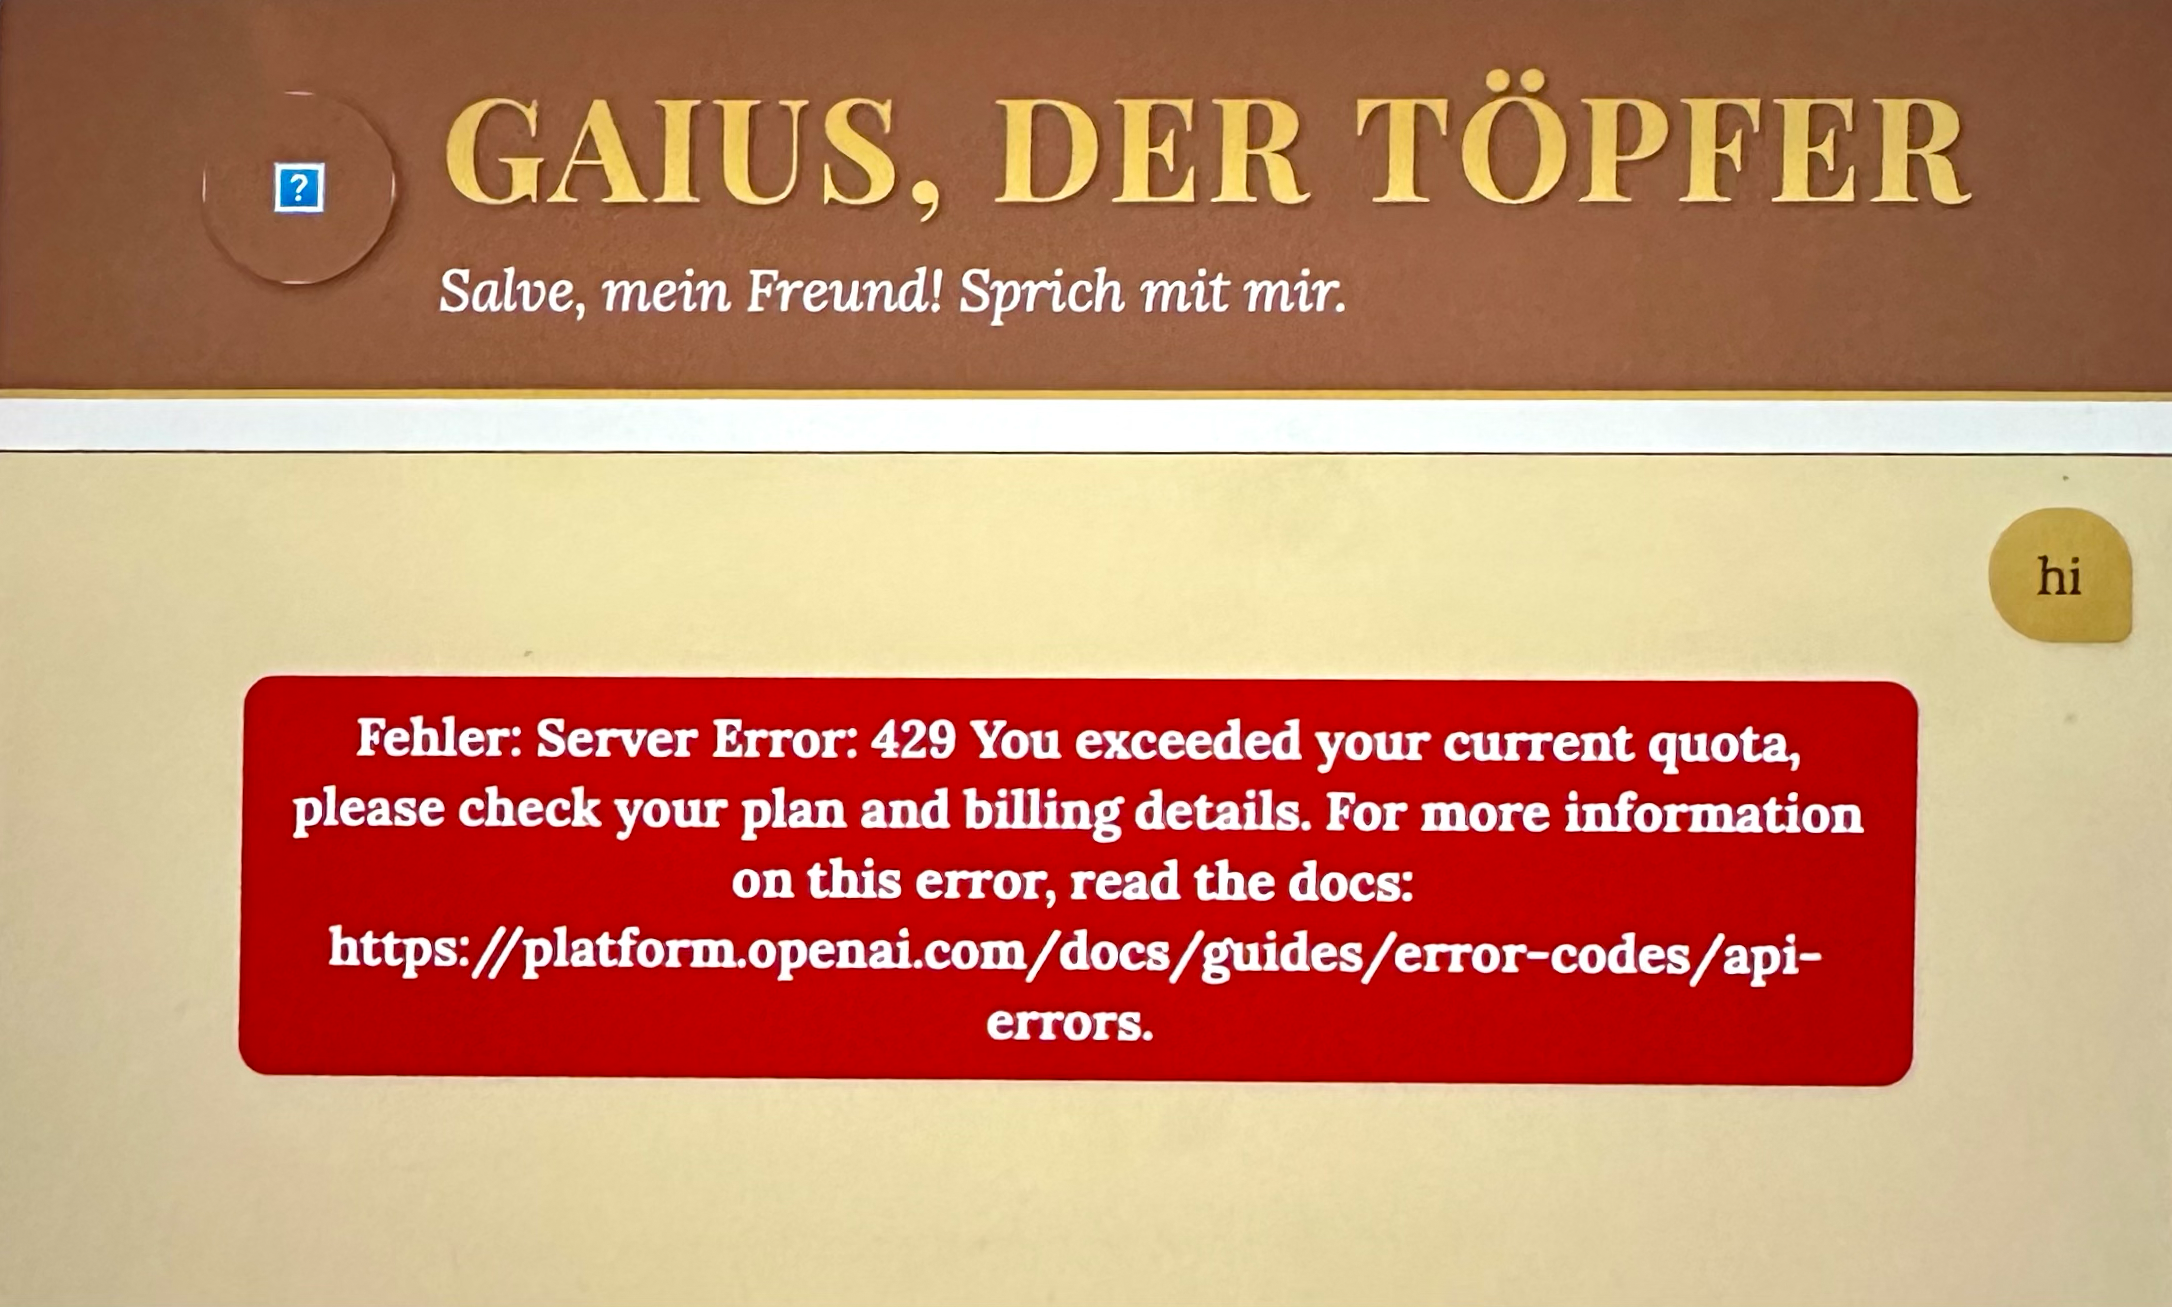 GAIUS, DER TÖPFER
Salve, mein Freund! Sprich mit mir.
hi
Fehler: Server Error: 429 You exceeded your current quota,
please check your plan and billing details. For more information
on this error, read the docs:
https://platform.openai.com/docs/guides/error-codes/api-
errors.